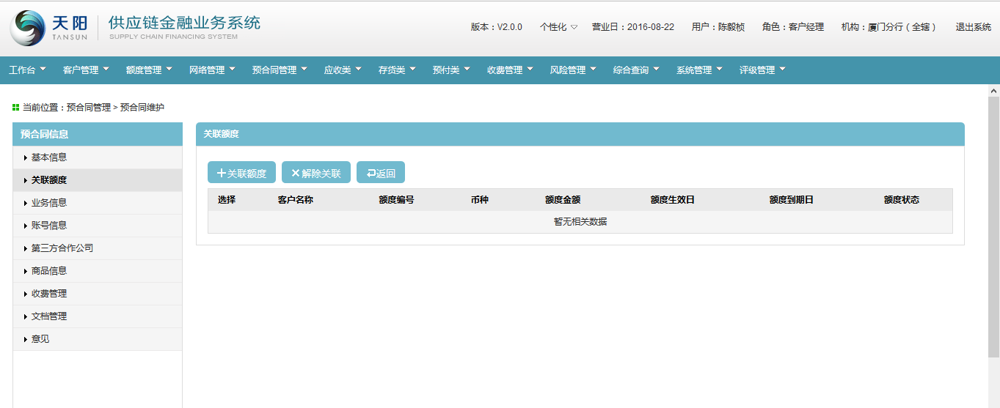 天阳
TANSUN
供应链金融业务系统
SUPPLY CHAIN FINANCING SYSTEM
版本：V2.0.0 个性化 营业日：2016-08-22 用户：陈毅桢 角色：客户经理 机构：厦门分行（全辖） 退出系统
工作台 客户管理 额度管理 网络管理 预合同管理 应收类 存货类 预付类 收费管理 风险管理 综合查询 系统管理 评级管理
当前位置：预合同管理 > 预合同维护
预合同信息
基本信息
关联额度
业务信息
账号信息
第三方合作公司
商品信息
收费管理
文档管理
意见
关联额度
关联额度 解除关联 返回
选择 客户名称 额度编号 币种 额度金额 额度生效日 额度到期日 额度状态
暂无相关数据